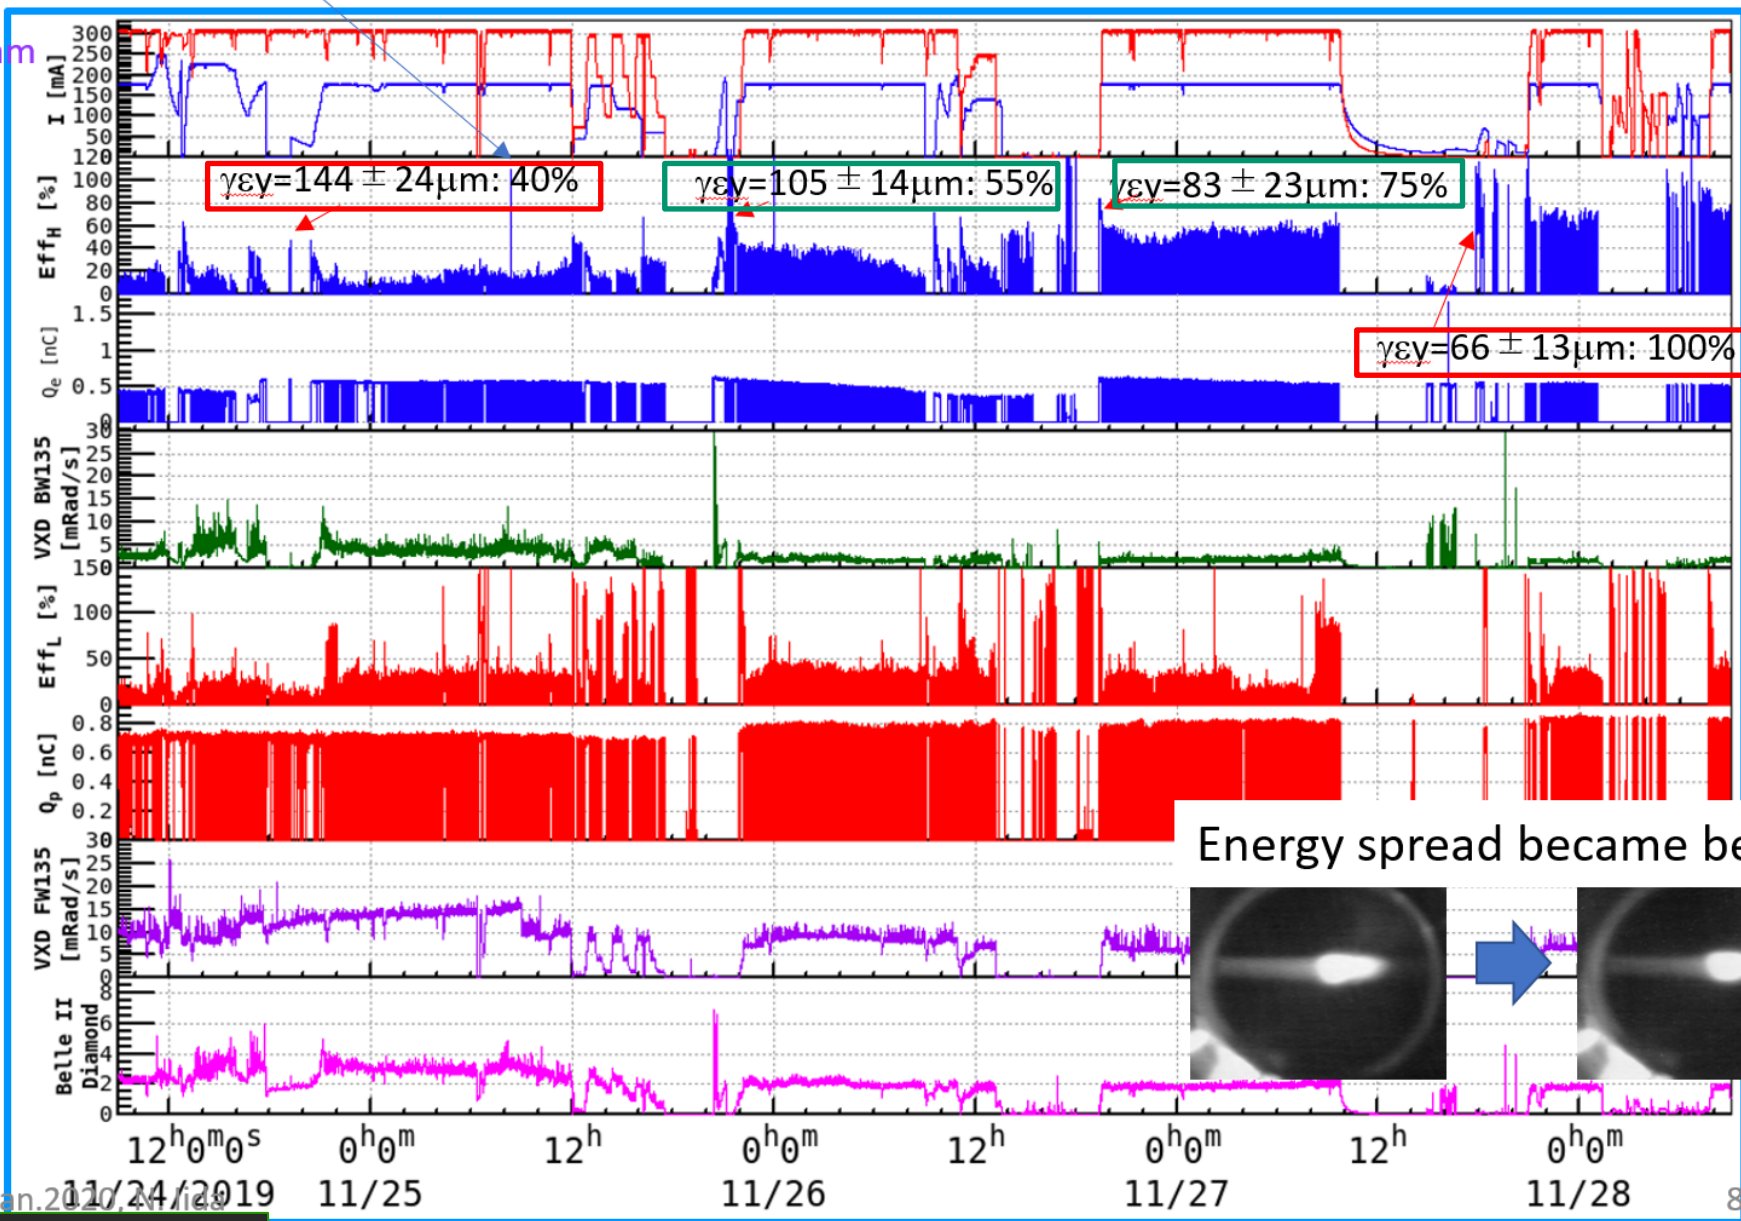 m
I [mA]
300
250
200
150
100
50
120
γεy=144 ± 24μm: 40%
γεy=105 ± 14μm: 55%
γεy=83 ± 23μm: 75%
EffH [%]
100
80
60
40
20
0
γεy=66 ± 13μm: 100%
Qe [nC]
1.5
1
0.5
VXD BW135
[mRad/s]
30
25
20
15
10
5
150
EffL [%]
100
50
0
Qp [nC]
0.8
0.6
0.4
0.2
Energy spread became be
VXD FW135
[mRad/s]
30
25
20
15
10
5
0
Belle II
Diamond
8
6
4
2
0
12h0m0s 0h0m 12h 0h0m 12h 0h0m 12h 0h0m
11/24/2019 11/25 11/26 11/27 11/28
an.2020, N. Iida
8